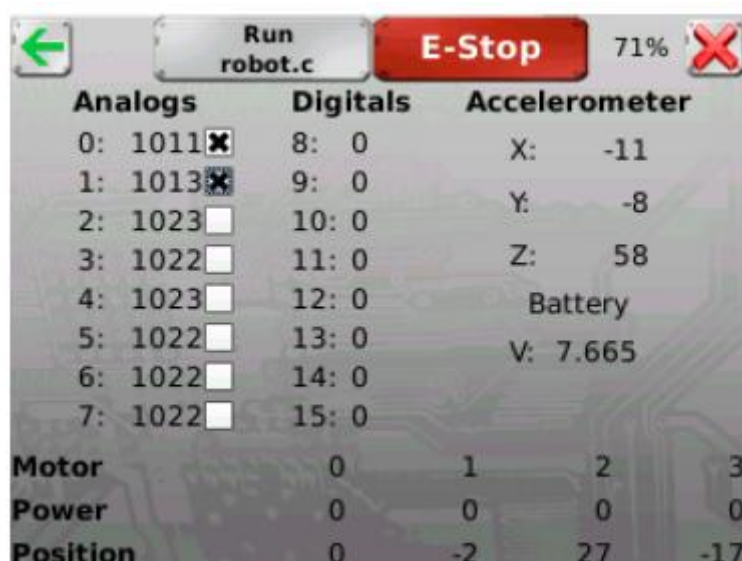 Run
robot.c
E-Stop
71%
Analogs Digitals Accelerometer
0: 1011 8: 0 X: -11
1: 1013 9: 0 Y: -8
2: 1023 10: 0
3: 1022 11: 0 Z: 58
4: 1023 12: 0 Battery
5: 1022 13: 0 V: 7.665
6: 1022 14: 0
7: 1022 15: 0
Motor 0 1 2 3
Power 0 0 0 0
Position 0 -2 27 -17